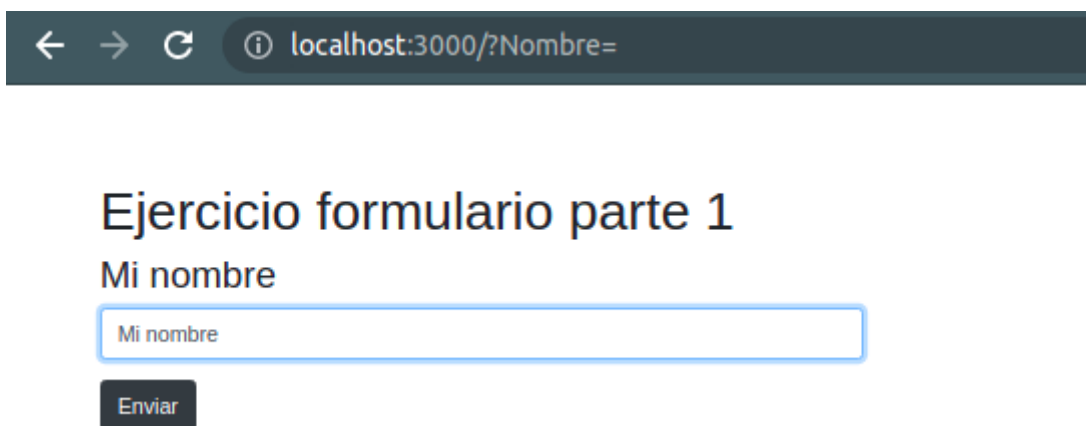 localhost:3000/?Nombre=
Ejercicio formulario parte 1
Mi nombre
Mi nombre
Enviar